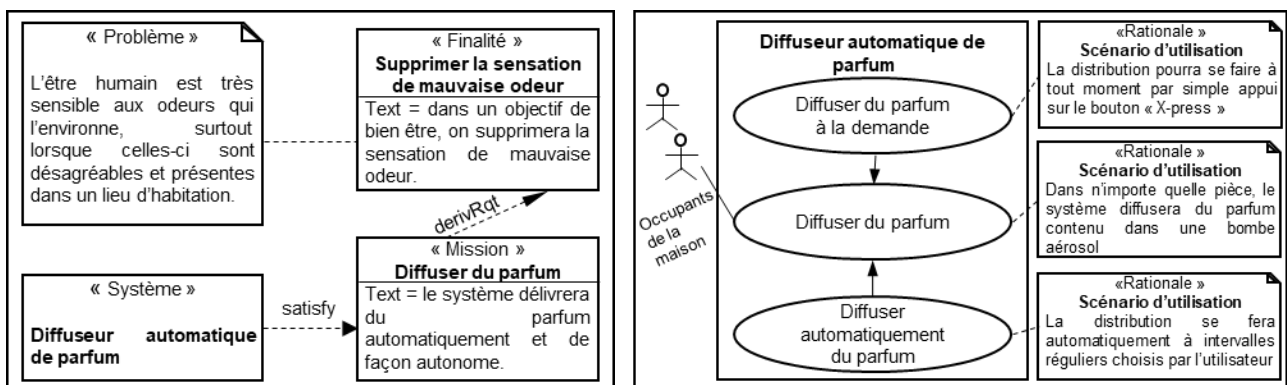 « Problème »
L'être humain est très
sensible aux odeurs qui
l'environne, surtout
lorsque celles-ci sont
désagréables et présentes
dans un lieu d'habitation.
« Finalité »
Supprimer la sensation
de mauvaise odeur
Text = dans un objectif de
bien être, on supprimera la
sensation de mauvaise
odeur.
derivRqt
« Système »
Diffuseur automatique
de parfum
satisfy
« Mission »
Diffuser du parfum
Text = le système délivrera
du parfum
automatiquement et de
façon autonome.
Diffuseur automatique de
parfum
Occupants
de la
maison
Diffuser du parfum
à la demande
Diffuser du parfum
Diffuser
automatiquement
du parfum
«Rationale »
Scénario d'utilisation
La distribution pourra se faire à
tout moment par simple appui
sur le bouton « X-press »
«Rationale »
Scénario d'utilisation
Dans n'importe quelle pièce, le
système diffusera du parfum
contenu dans une bombe
aérosol
«Rationale »
Scénario d'utilisation
La distribution se fera
automatiquement à intervalles
réguliers choisis par l'utilisateur